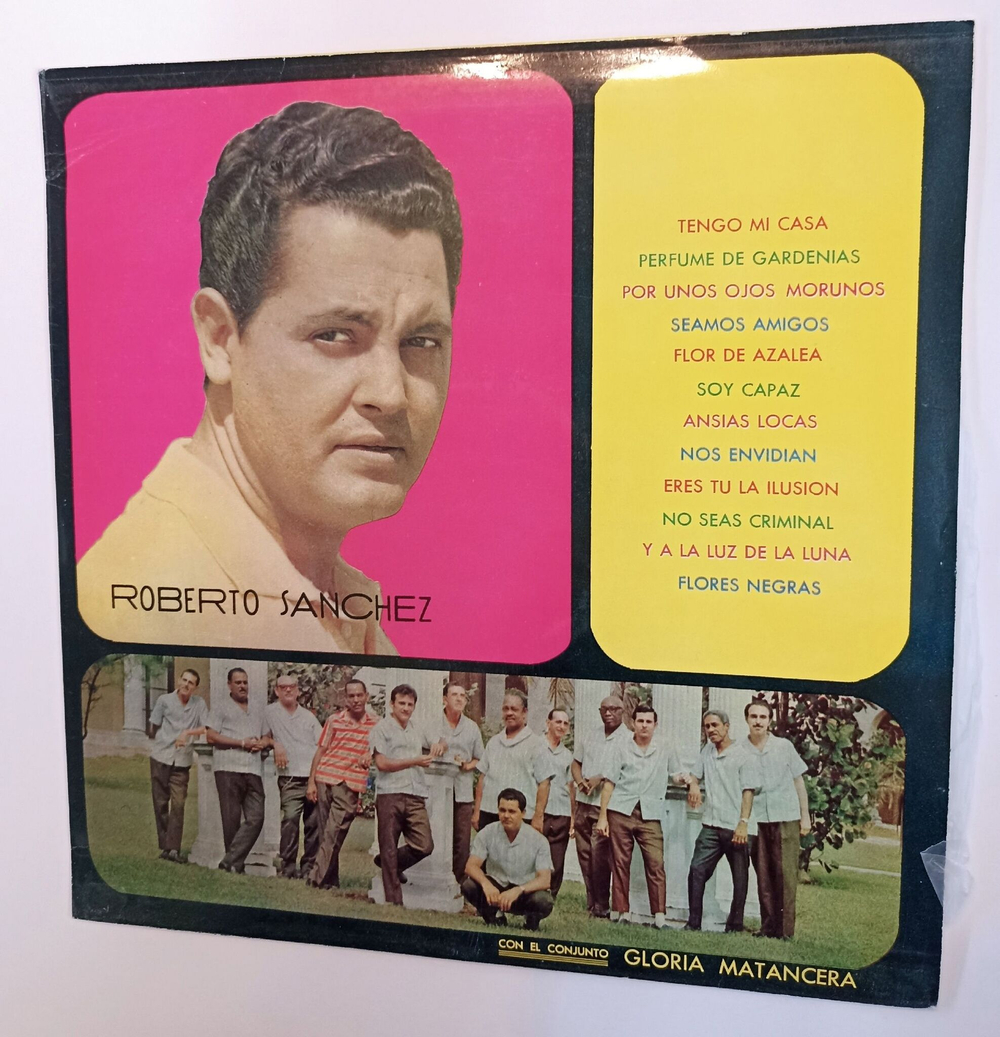 TENGO MI CASA
PERFUME DE GARDENIAS
POR UNOS OJOS MORUNOS
SEAMOS AMIGOS
FLOR DE AZALEA
SOY CAPAZ
ANSIAS LOCAS
NOS ENVIDIAN
ERES TU LA ILUSION
NO SEAS CRIMINAL
Y A LA LUZ DE LA LUNA
FLORES NEGRAS
ROBERTO SANCHEZ
CON EL CONJUNTO GLORIA MATANCERA